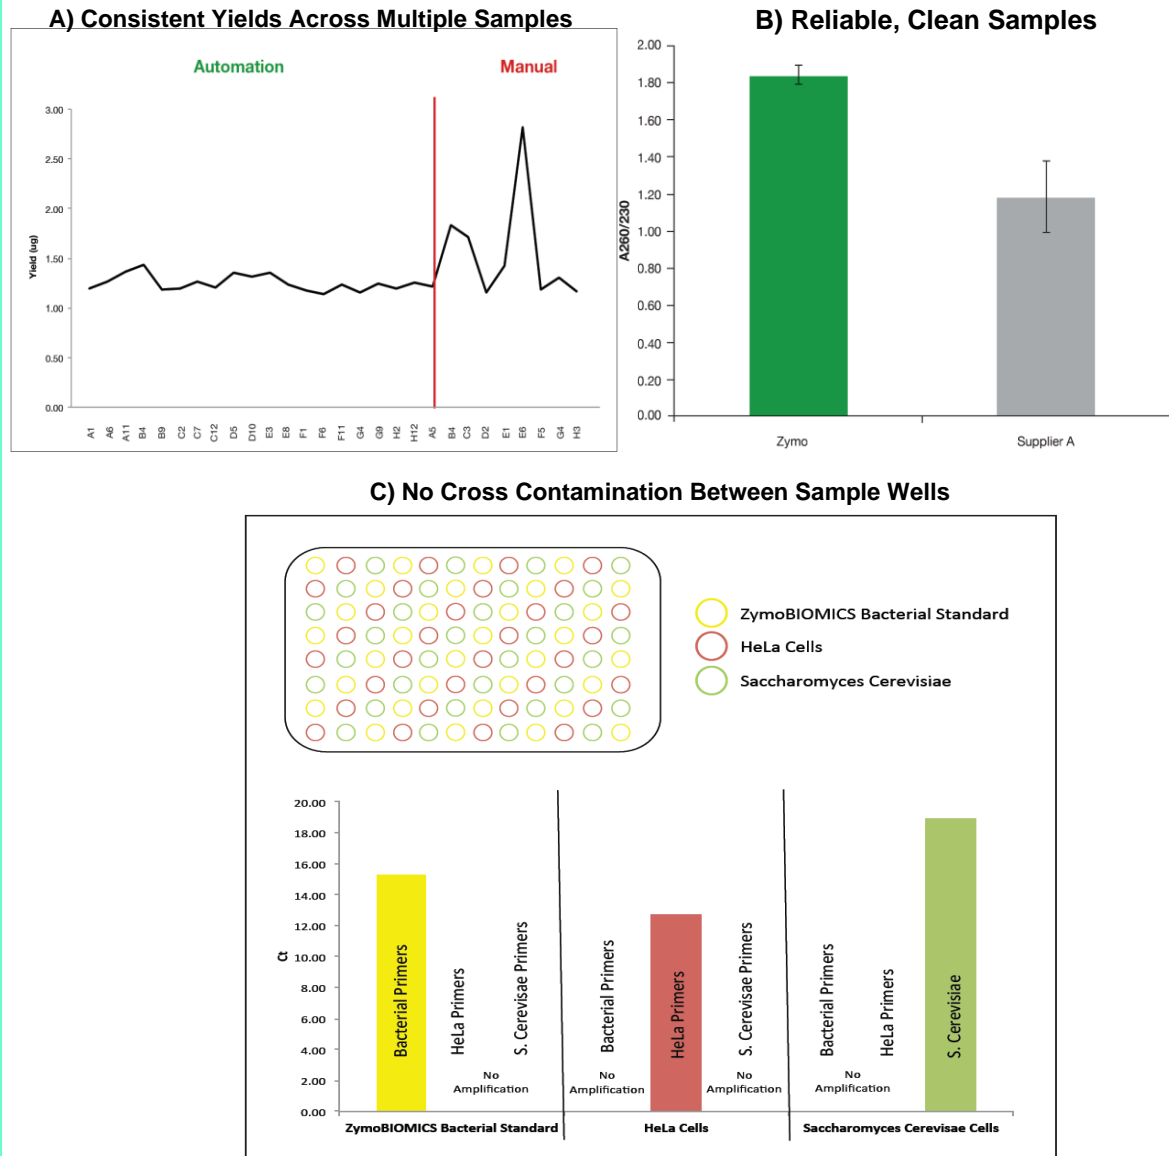 A) Consistent Yields Across Multiple Samples
Automation
Manual
3.00
2.50
2.00
1.50
1.00
0.50
0.00
Yield (ug)
A1 A6 A11 B4 B9 C2 C7 C12 D5 D10 E3 E8 F1 F6 F11 G4 G9 H2 H12 A5 B4 C3 D2 E1 E6 F5 G4 H3
B) Reliable, Clean Samples
2.00
1.80
1.60
1.40
1.20
1.00
0.80
0.60
0.40
0.20
0.00
A260/230
Zymo
Supplier A
C) No Cross Contamination Between Sample Wells
ZymoBIOMICS Bacterial Standard
HeLa Cells
Saccharomyces Cerevisiae
20.00
18.00
16.00
14.00
12.00
10.00
8.00
6.00
4.00
2.00
0.00
Ct
Bacterial Primers
HeLa Primers
S. Cerevisae Primers
No
Amplification
Bacterial Primers
No
Amplification
HeLa Primers
S. Cerevisae Primers
No
Amplification
Bacterial Primers
HeLa Primers
No
Amplification
S. Cerevisiae
ZymoBIOMICS Bacterial Standard
HeLa Cells
Saccharomyces Cerevisae Cells